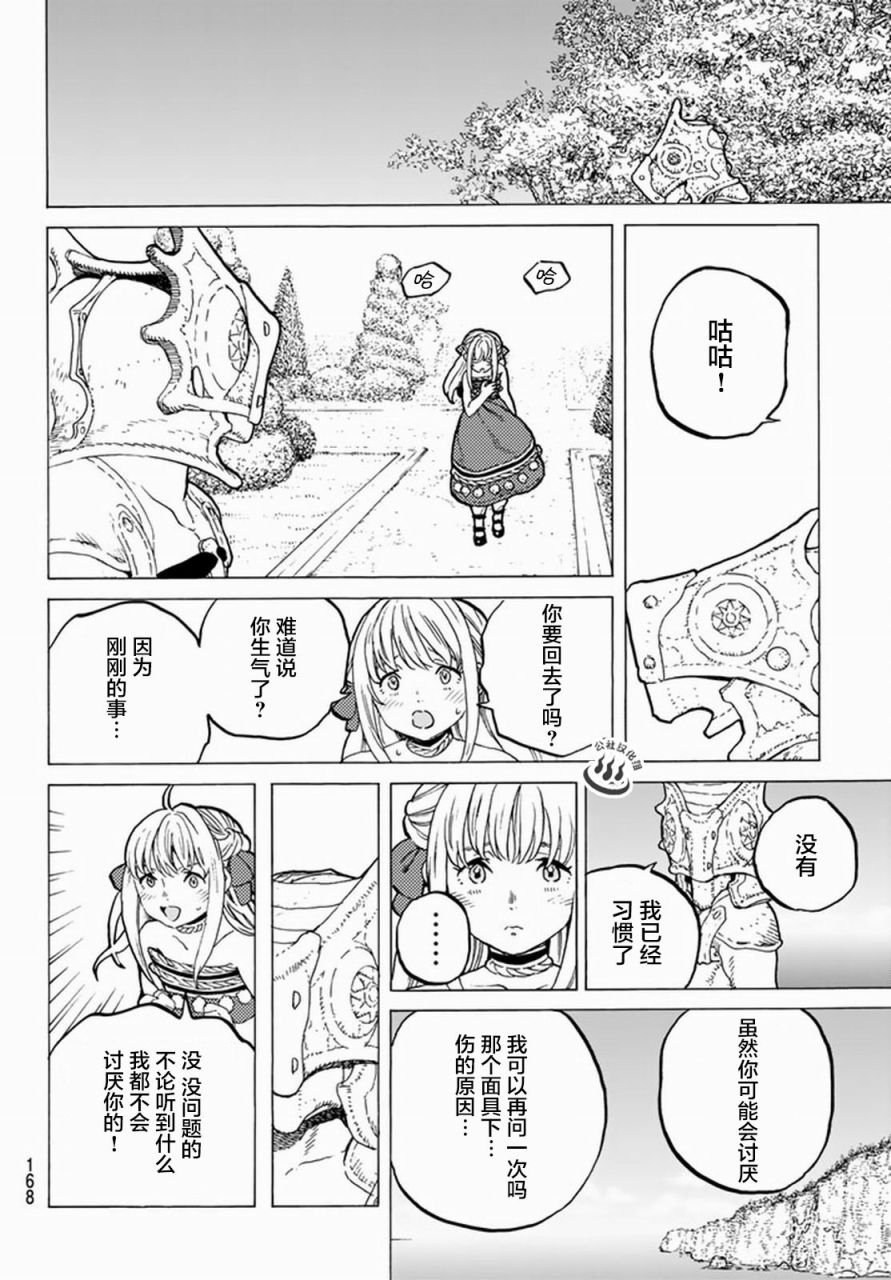 咕咕！
哈
哈
你要回去了吗？
难道说
你生气了？
因为
刚刚的事…
公社汉化组
没有
我已经
习惯了
……
虽然你可能会讨厌
我可以再问一次吗
那个面具下…
伤的原因…
没 没问题的
不论听到什么
我都不会
讨厌你的！
168